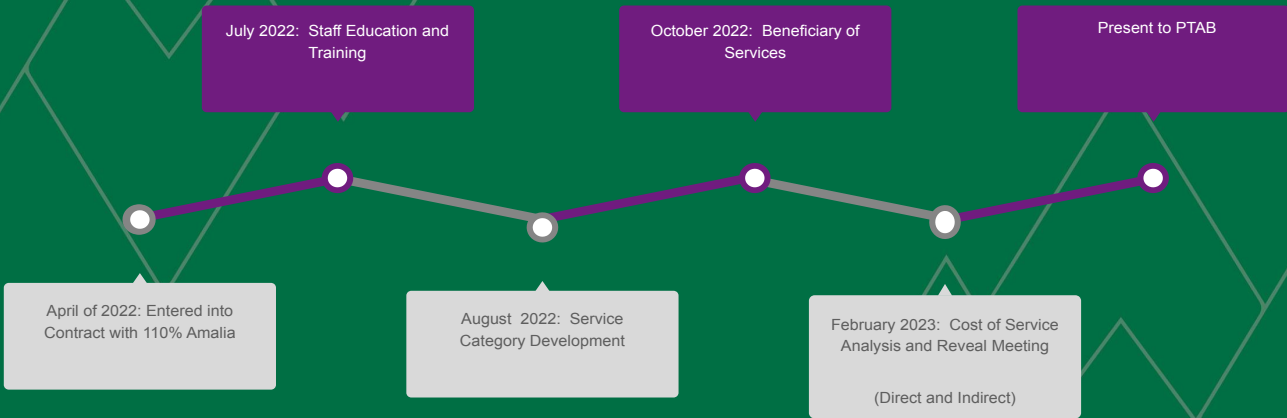 July 2022:  Staff Education and
Training
October 2022:  Beneficiary of
Services
Present to PTAB
April of 2022: Entered into
Contract with 110% Amalia
August  2022:  Service
Category Development
February 2023:  Cost of Service
Analysis and Reveal Meeting
(Direct and Indirect)